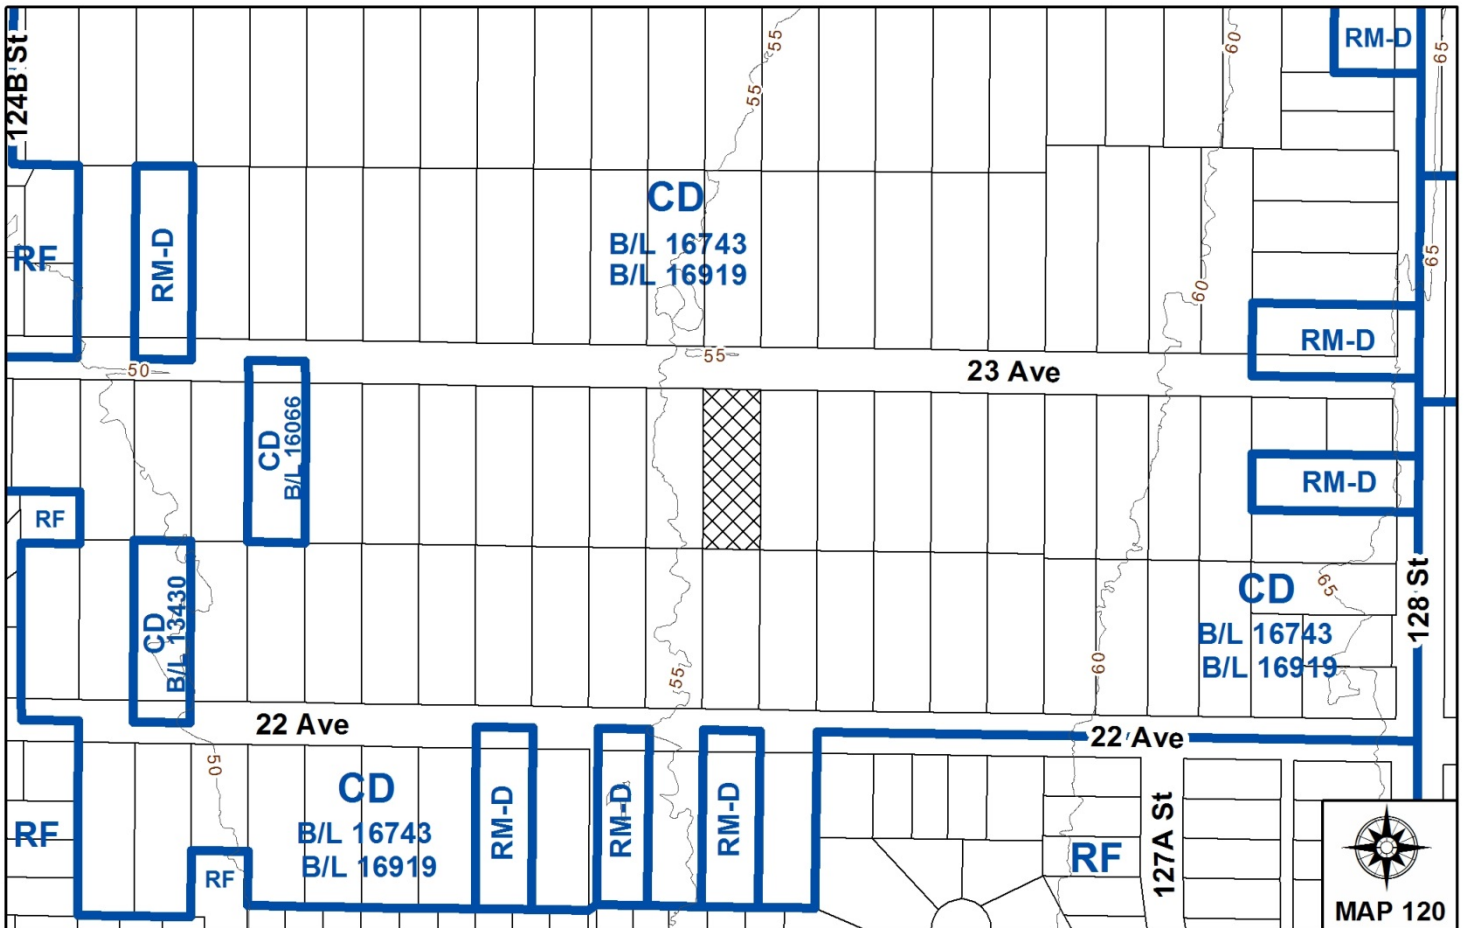 124B St
55
60
RM-D
65
55
CD
B/L 16743
B/L 16919
RF
RM-D
65
60
RM-D
55
50
23 Ave
CD
B/L 16066
RM-D
RF
CD
B/L 13430
CD
B/L 16743
B/L 16919
65
128 St
60
55
22 Ave
22 Ave
50
CD
B/L 16743
B/L 16919
RM-D
RM-D
RM-D
RF
RF
RF
127A St
MAP 120